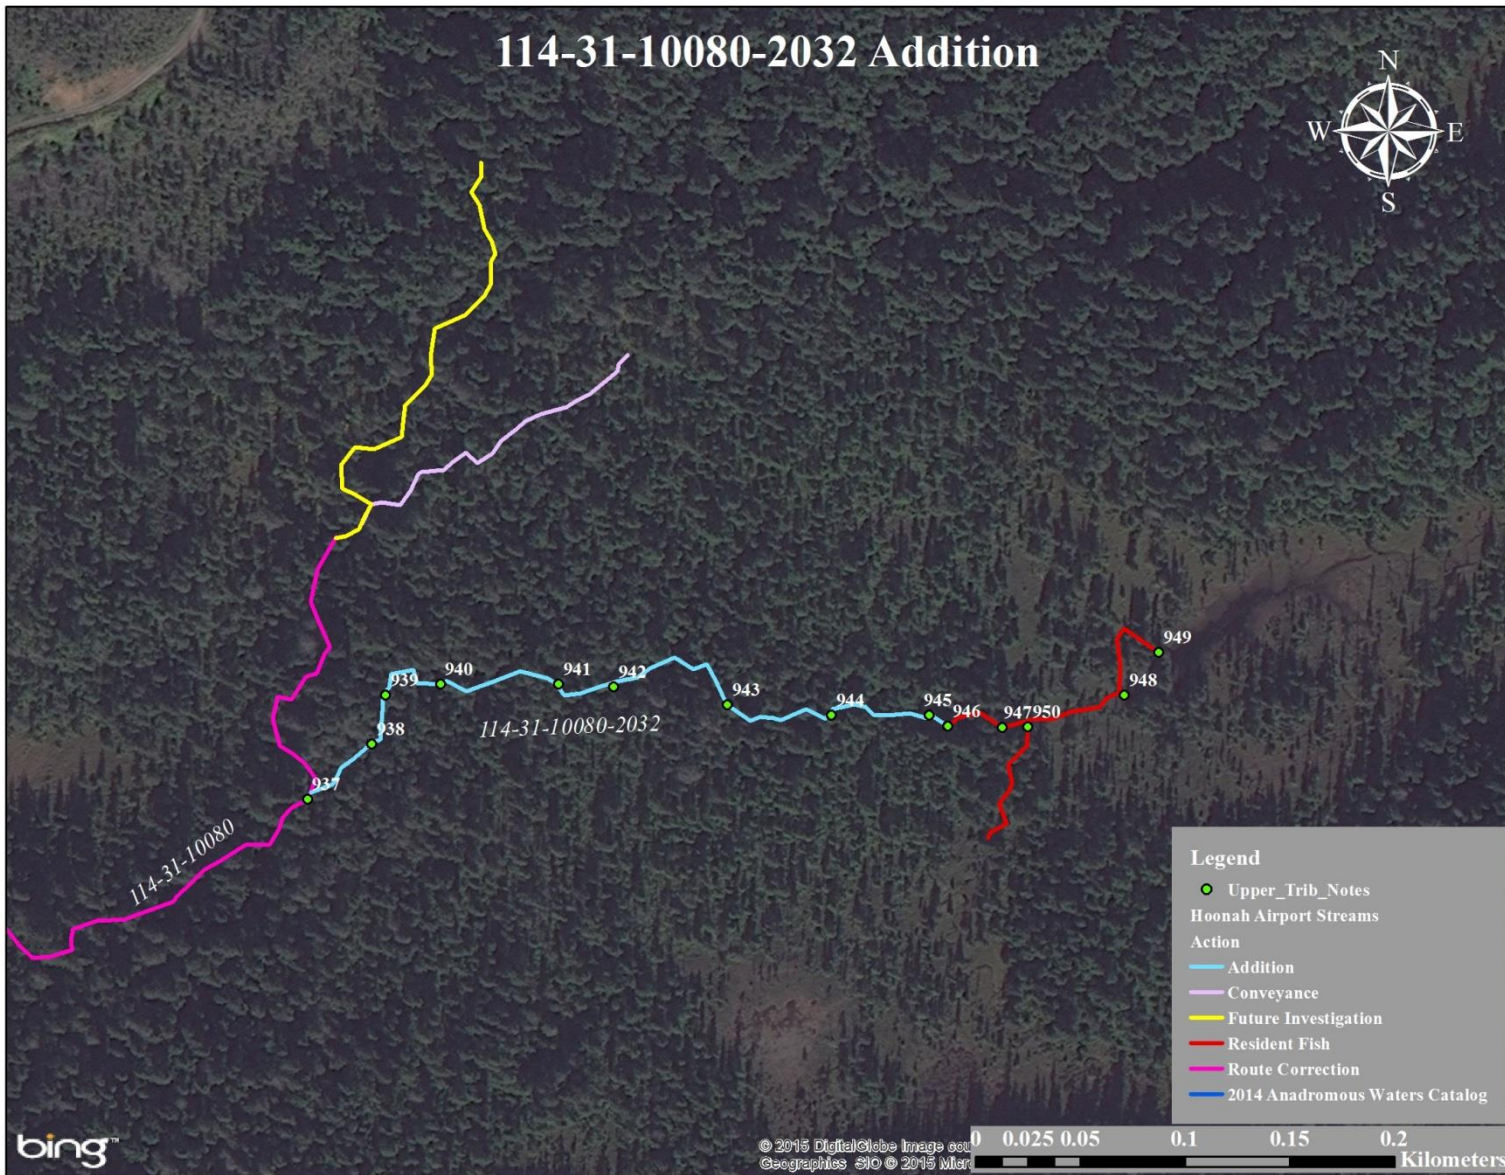 114-31-10080-2032 Addition
N
W E
S
949
939 940 941 942
948
943 944 945 946 947 950
114-31-10080-2032
938
937
114-31-10080
Legend
Upper_Trib_Notes
Hoonah Airport Streams
Action
Addition
Conveyance
Future Investigation
Resident Fish
Route Correction
2014 Anadromous Waters Catalog
bing™
© 2015 DigitalGlobe Image
Geographics SIO © 2015
0 0.025 0.05 0.1 0.15 0.2
Kilometers